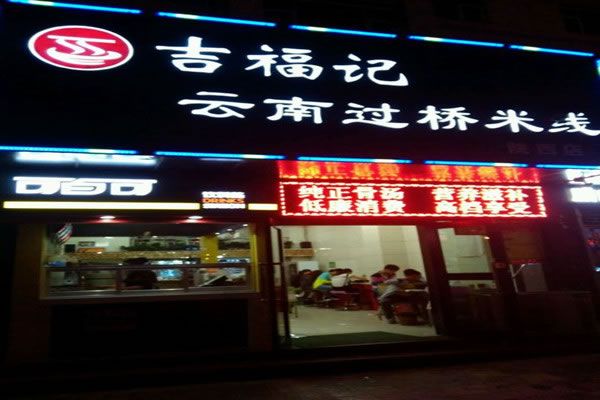 吉福记
云南过桥米线
DRINKS
纯正骨汤 营养滋补
低廉消费 高档享受